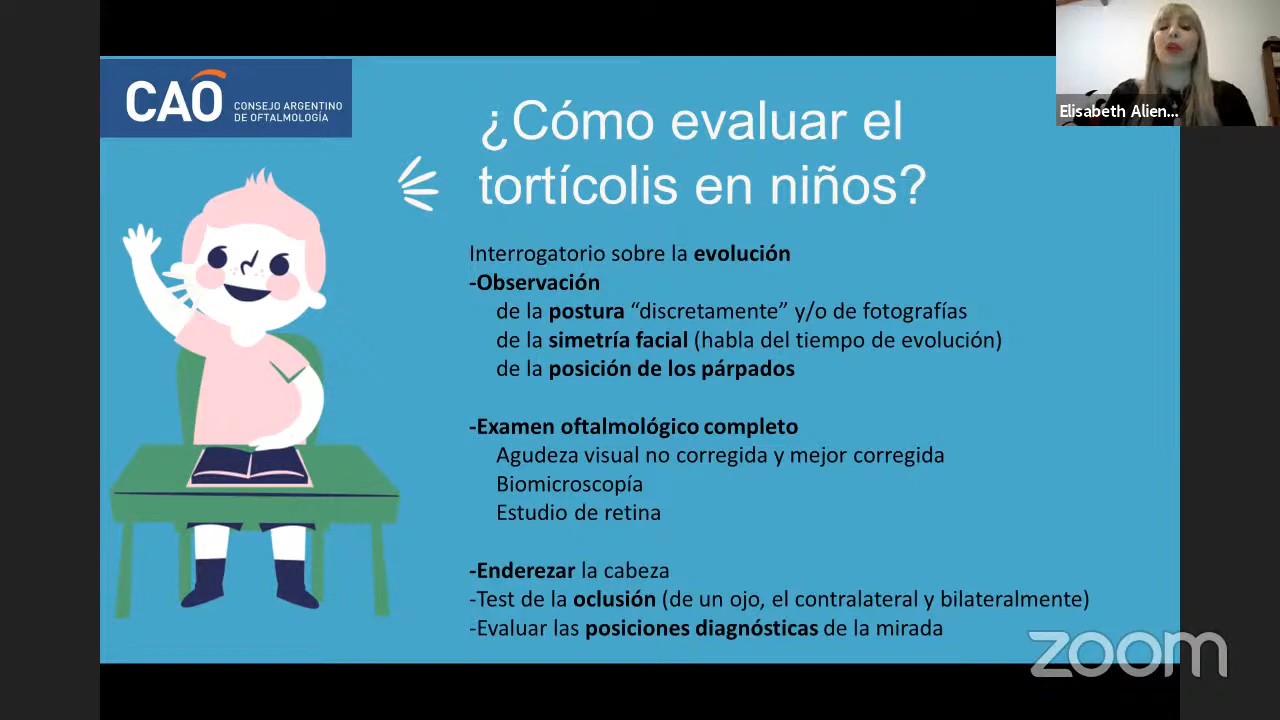 CAO CONSEJO ARGENTINO
DE OFTALMOLOGÍA
Elisabeth Alien...
¿Cómo evaluar el
tortícolis en niños?
Interrogatorio sobre la evolución
-Observación
de la postura “discretamente” y/o de fotografías
de la simetría facial (habla del tiempo de evolución)
de la posición de los párpados
-Examen oftalmológico completo
Agudeza visual no corregida y mejor corregida
Biomicroscopía
Estudio de retina
-Enderezar la cabeza
-Test de la oclusión (de un ojo, el contralateral y bilateralmente)
-Evaluar las posiciones diagnósticas de la mirada
zoom